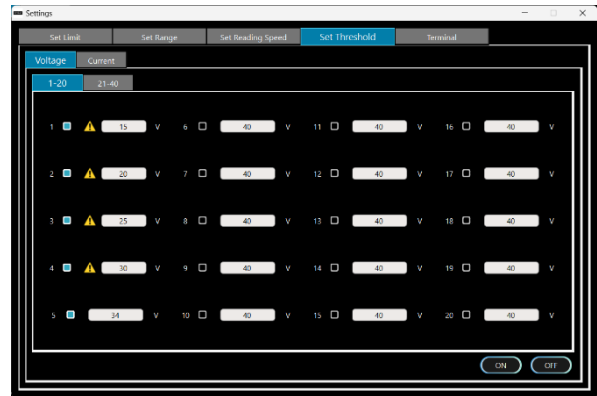 Settings
Set Limit Set Range Set Reading Speed Set Threshold Terminal
Voltage Current
1-20 21-40
1 15 V 6 40 V 11 40 V 16 40 V
2 20 V 7 40 V 12 40 V 17 40 V
3 25 V 8 40 V 13 40 V 18 40 V
4 30 V 9 40 V 14 40 V 19 40 V
5 34 V 10 40 V 15 40 V 20 40 V
ON OFF